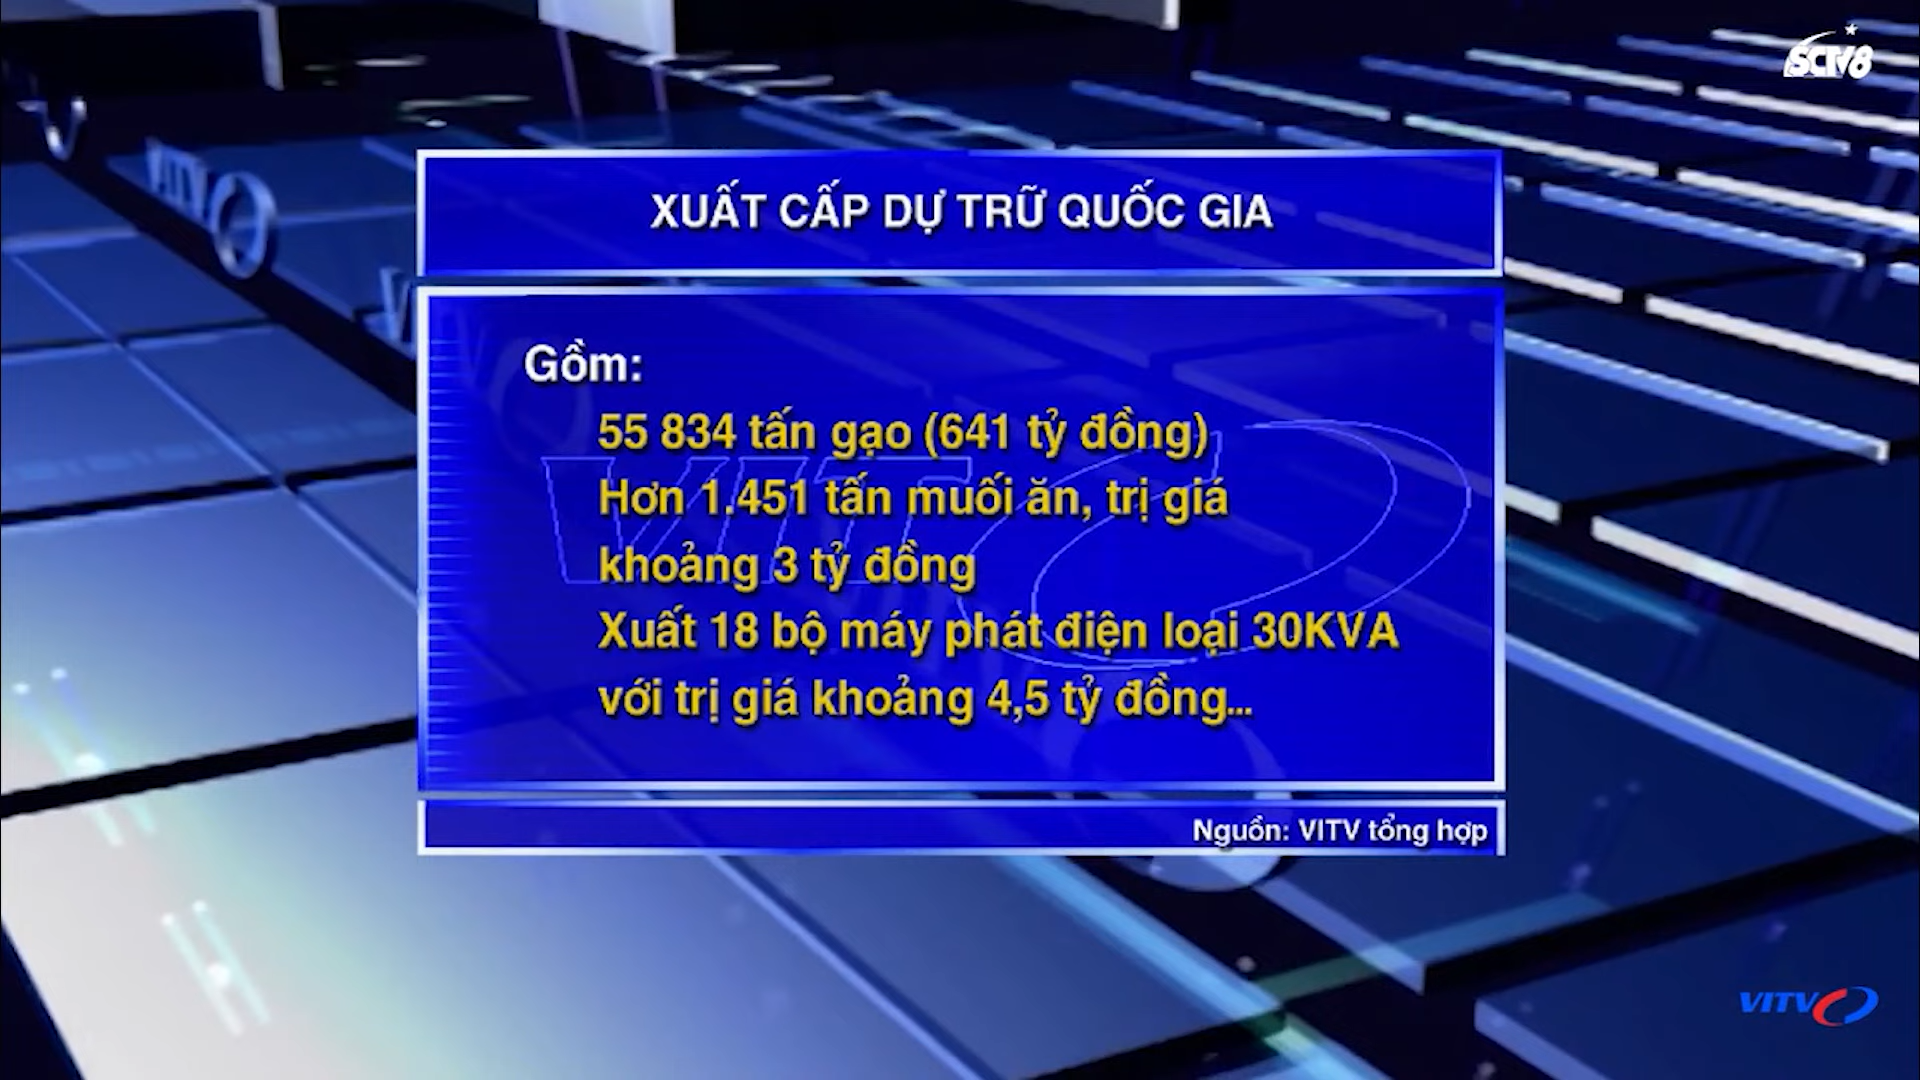 SCTV8
VITV
XUẤT CẤP DỰ TRỮ QUỐC GIA
Gồm:
55 834 tấn gạo (641 tỷ đồng)
Hơn 1.451 tấn muối ăn, trị giá
khoảng 3 tỷ đồng
Xuất 18 bộ máy phát điện loại 30KVA
với trị giá khoảng 4,5 tỷ đồng...
Nguồn: VITV tổng hợp
VITV